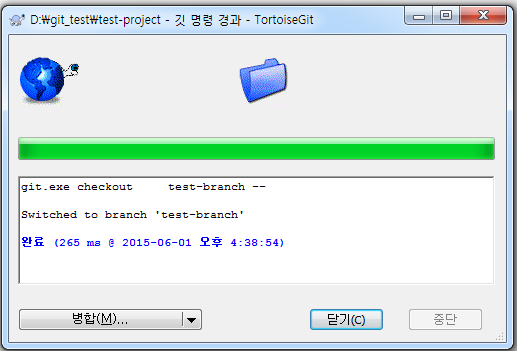 D:\git_test\test-project - 깃 명령 경과 - TortoiseGit
git.exe checkout     test-branch --
Switched to branch 'test-branch'
완료 (265 ms @ 2015-06-01 오후 4:38:54)
병합(M)...
닫기(C)
중단